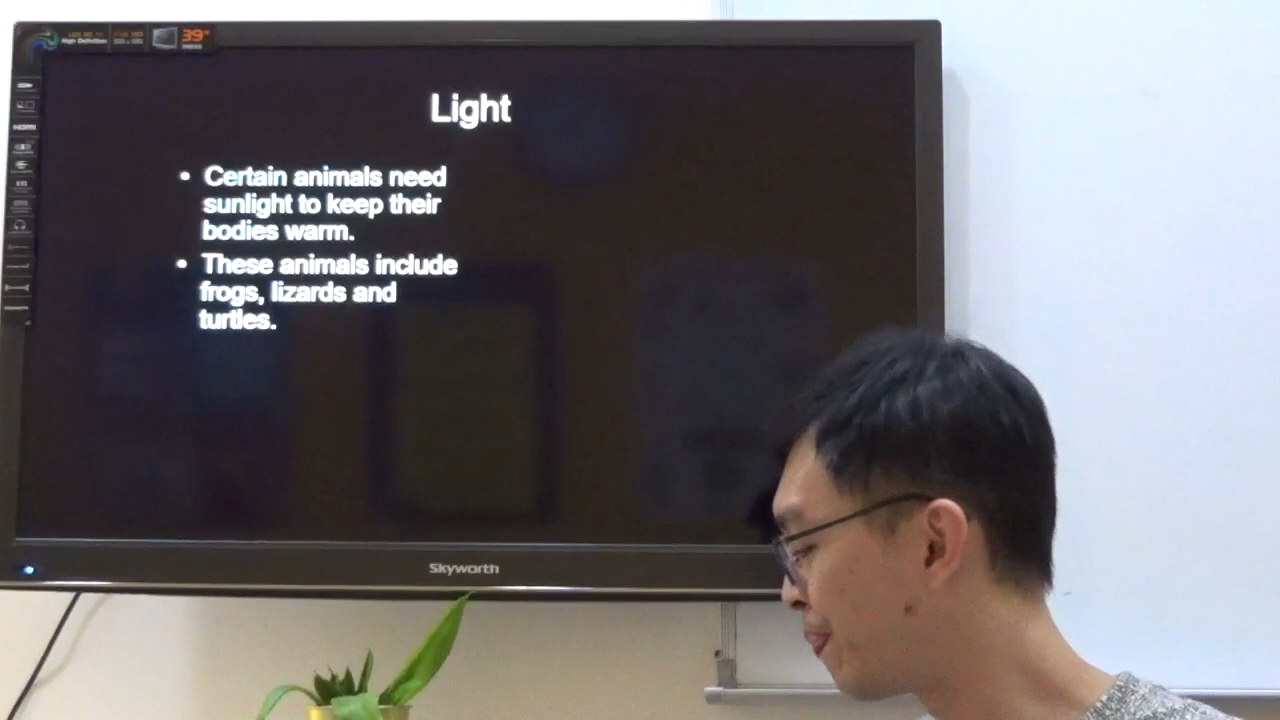 39"
Light
• Certain animals need
sunlight to keep their
bodies warm.
• These animals include
frogs, lizards and
turtles.
Skyworth